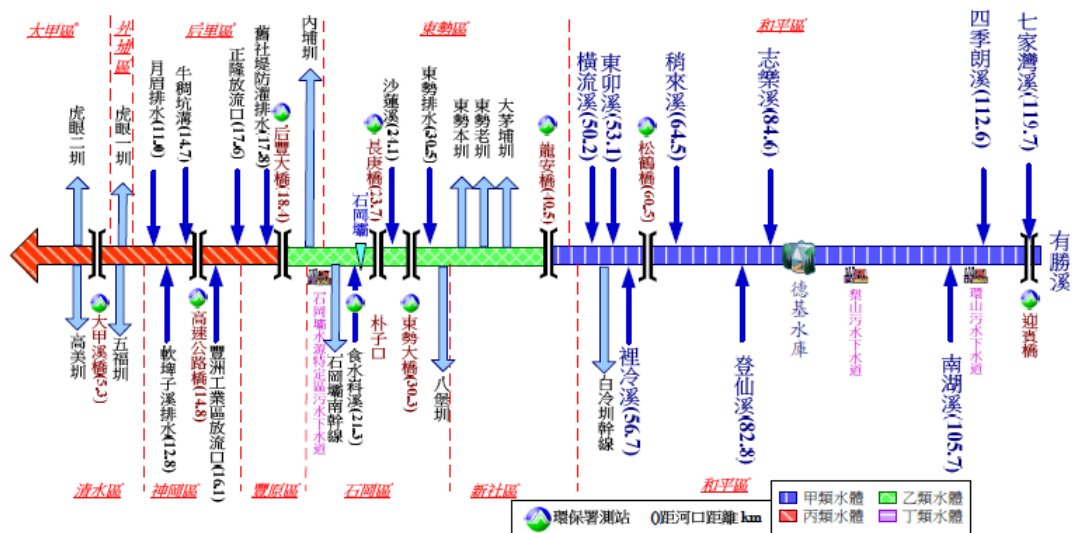 大甲區
外埔區
后里區
東勢區
和平區
虎眼二圳
虎眼一圳
月眉排水(11.0)
牛稠坑溝(14.7)
正隆放流口(17.6)
舊社堤防灌排水(17.8)
后豐大橋(18.4)
內埔圳
石岡壩
長庚橋(23.7)
沙蓮溪(24.1)
東勢排水(30.5)
東勢本圳
東勢老圳
大茅埔圳
龍安橋(40.5)
橫流溪(50.2)
東卯溪(53.1)
松鶴橋(60.5)
稍來溪(64.5)
志樂溪(84.6)
四季朗溪(112.6)
七家灣溪(119.7)
有勝溪
高美圳
大甲溪橋(5.3)
五福圳
軟埤子溪排水(12.8)
高速公路橋(14.8)
豐洲工業區放流口(16.1)
石岡壩水源特定區污水下水道
石岡壩南幹線
食水嵙溪(21.3)
朴子口
東勢大橋(30.3)
八堡圳
白冷圳幹線
裡冷溪(56.7)
登仙溪(82.8)
德基水庫
梨山污水下水道
南湖溪(105.7)
環山污水下水道
迎賓橋
清水區
神岡區
豐原區
石岡區
新社區
和平區
環保署測站
()距河口距離km
甲類水體
乙類水體
丙類水體
丁類水體